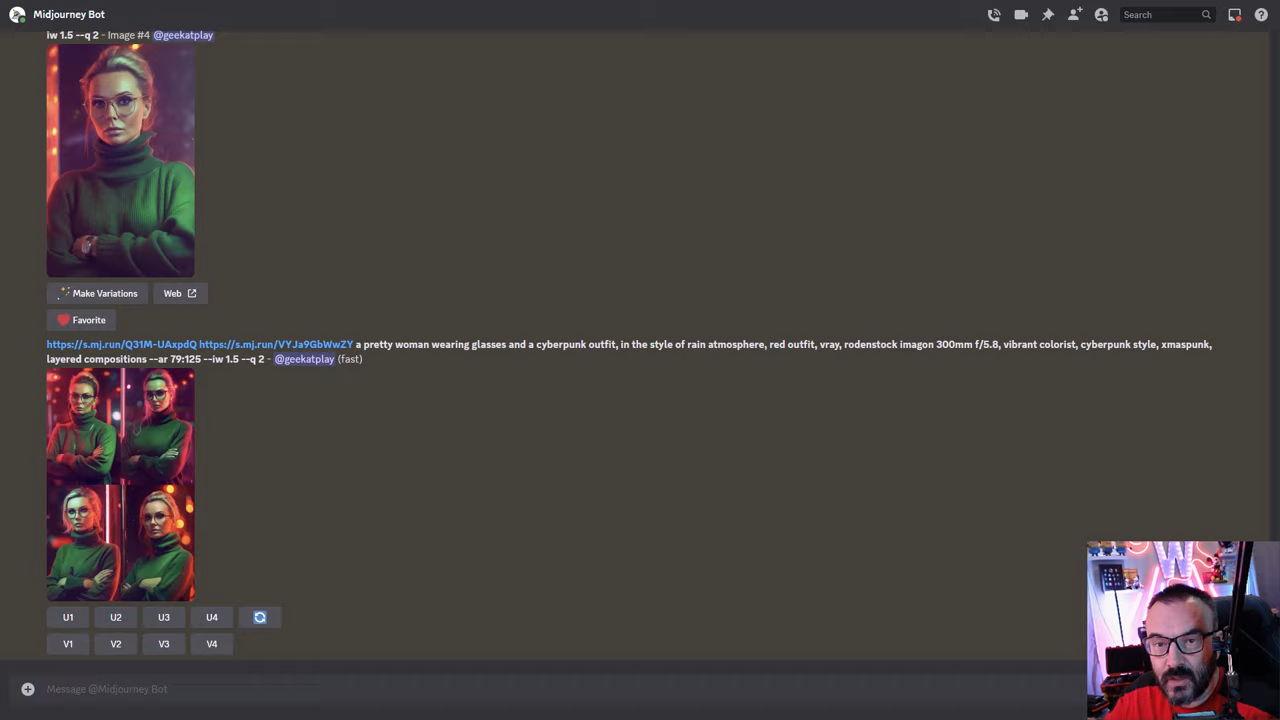 Midjourney Bot
Search
iw 1.5 --q 2 - Image #4 @geekatplay
Make Variations
Web
Favorite
https://s.mj.run/Q31M-UAxpdQ https://s.mj.run/VYJa9GbWwZY a pretty woman wearing glasses and a cyberpunk outfit, in the style of rain atmosphere, red outfit, vray, rodenstock imagon 300mm f/5.8, vibrant colorist, cyberpunk style, xmaspunk,
layered compositions --ar 79:125 --iw 1.5 --q 2 - @geekatplay (fast)
U1 U2 U3 U4
V1 V2 V3 V4
Message @Midjourney Bot
W